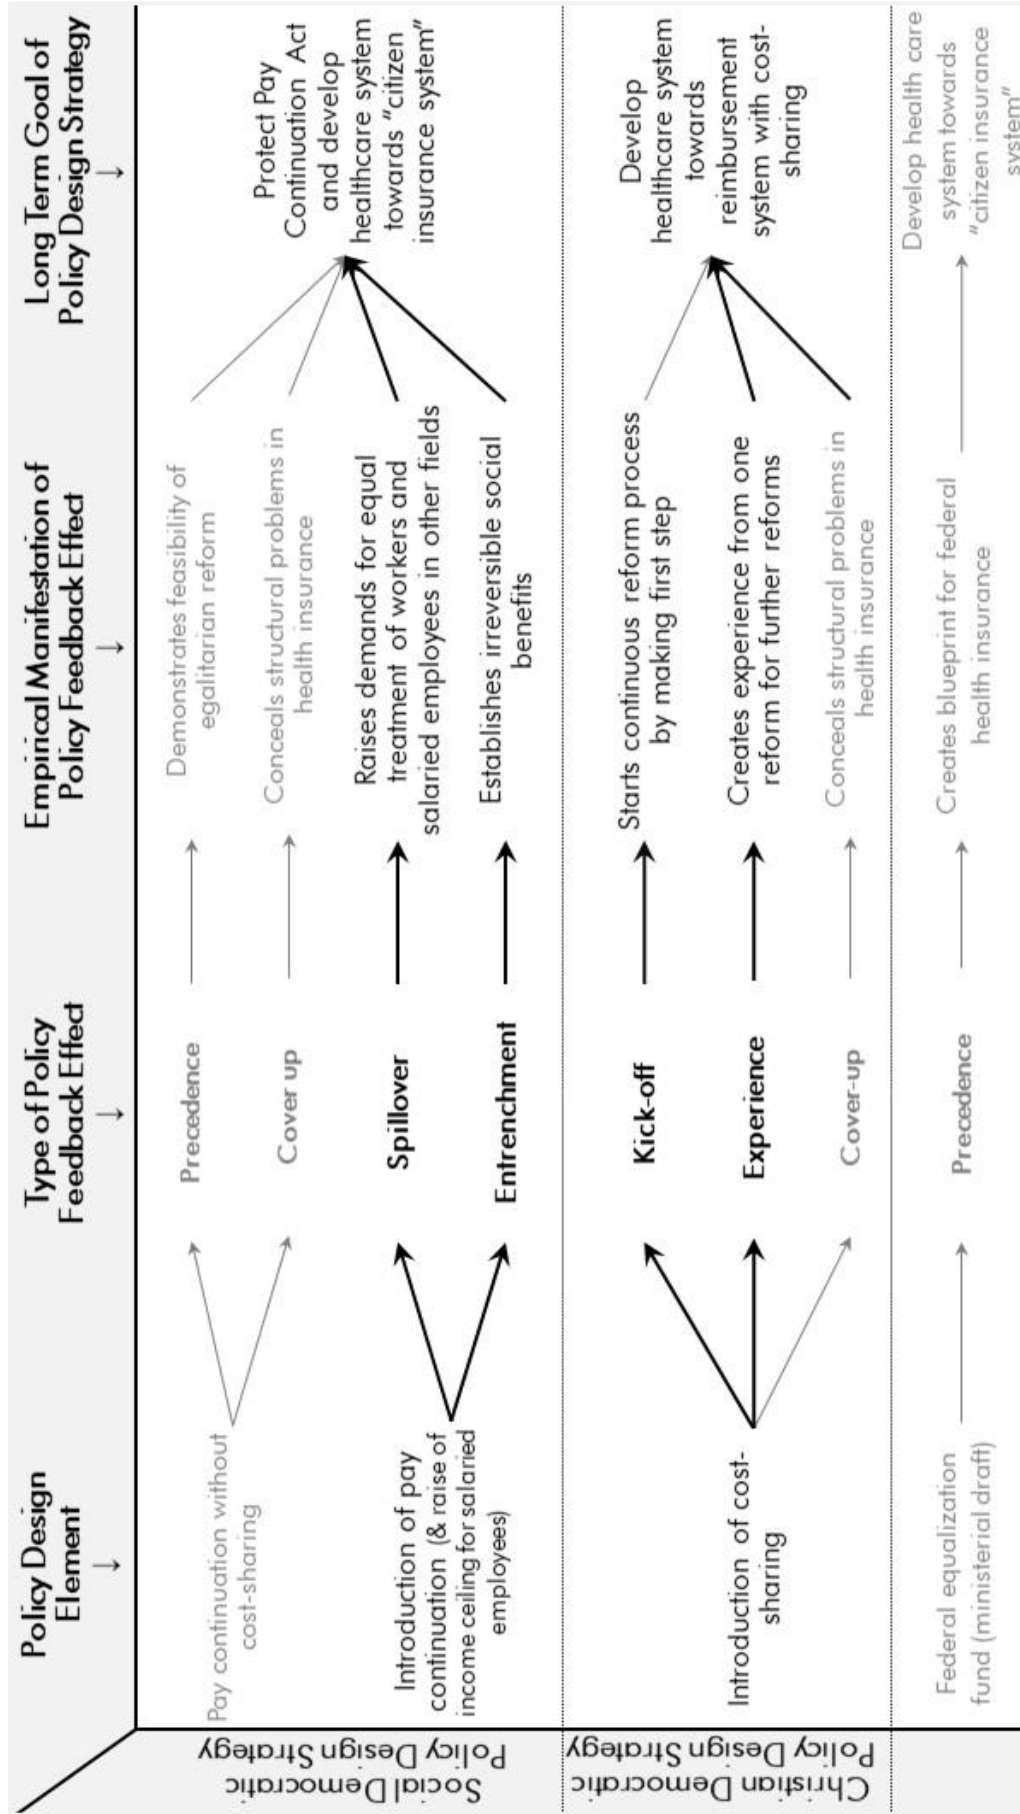 Policy Design
Element
↓
Type of Policy
Feedback Effect
↓
Empirical Manifestation of
Policy Feedback Effect
↓
Long Term Goal of
Policy Design Strategy
↓
Social Democratic
Policy Design Strategy
Pay continuation without
cost-sharing
Precedence
Demonstrates feasibility of
egalitarian reform
Cover up
Conceals structural problems in
health insurance
Introduction of pay
continuation (& raise of
income ceiling for salaried
employees)
Spillover
Raises demands for equal
treatment of workers and
salaried employees in other fields
Entrenchment
Establishes irreversible social
benefits
Protect Pay
Continuation Act
and develop
healthcare system
towards "citizen
insurance system"
Christian Democratic
Policy Design Strategy
Introduction of cost-
sharing
Kick-off
Starts continuous reform process
by making first step
Experience
Creates experience from one
reform for further reforms
Cover-up
Conceals structural problems in
health insurance
Develop
healthcare system
towards
reimbursement
system with cost-
sharing
Federal equalization
fund (ministerial draft)
Precedence
Creates blueprint for federal
health insurance
Develop health care
system towards
"citizen insurance
system"